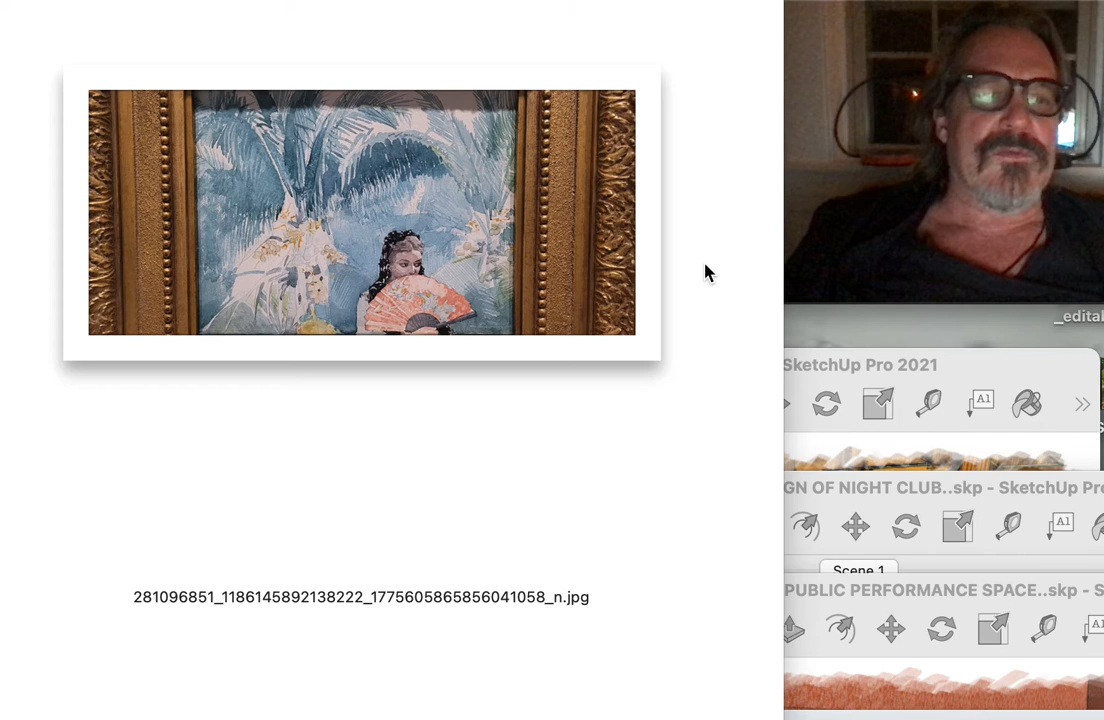 _edital
SketchUp Pro 2021
A1
GN OF NIGHT CLUB..skp - SketchUp Pro
A1
Scene 1
281096851_1186145892138222_1775605865856041058_n.jpg
PUBLIC PERFORMANCE SPACE..skp - S
A1